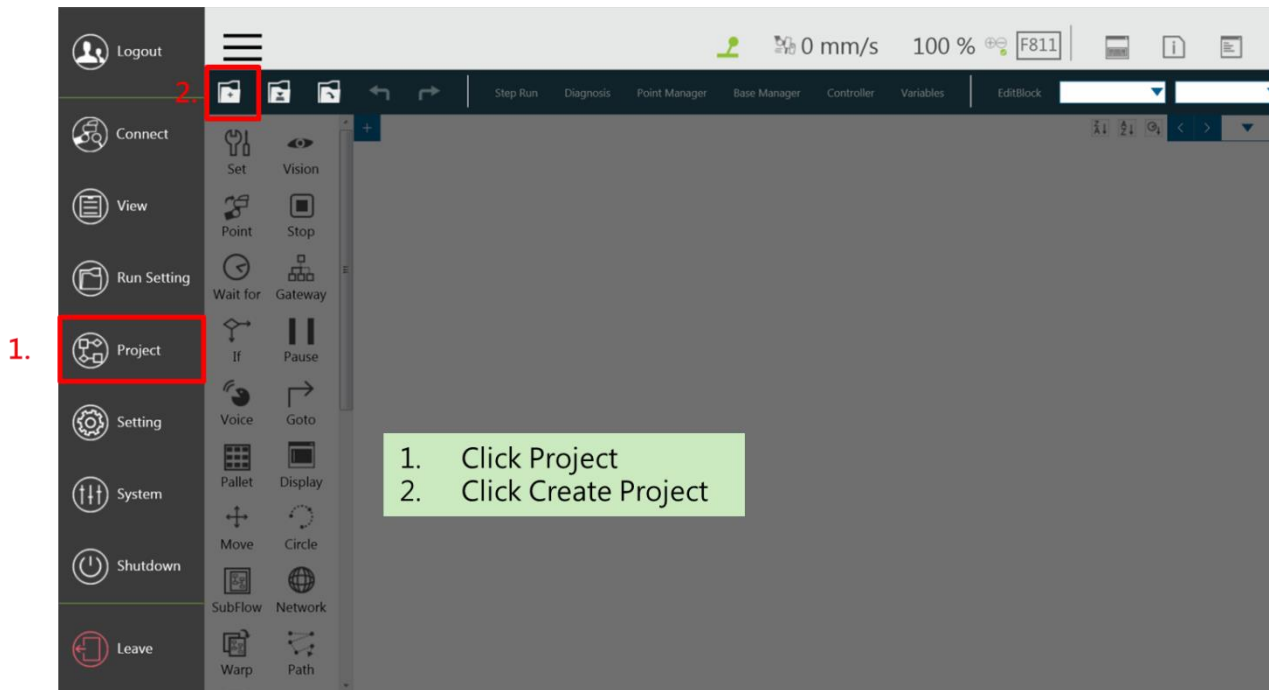 Logout
0 mm/s
100 %
F811
2.
Step Run
Diagnosis
Point Manager
Base Manager
Controller
Variables
EditBlock
Connect
View
Run Setting
1.
Project
Setting
System
Shutdown
Leave
Set
Vision
Point
Stop
Wait for
Gateway
If
Pause
Voice
Goto
Pallet
Display
Move
Circle
SubFlow
Network
Warp
Path
1. Click Project
2. Click Create Project